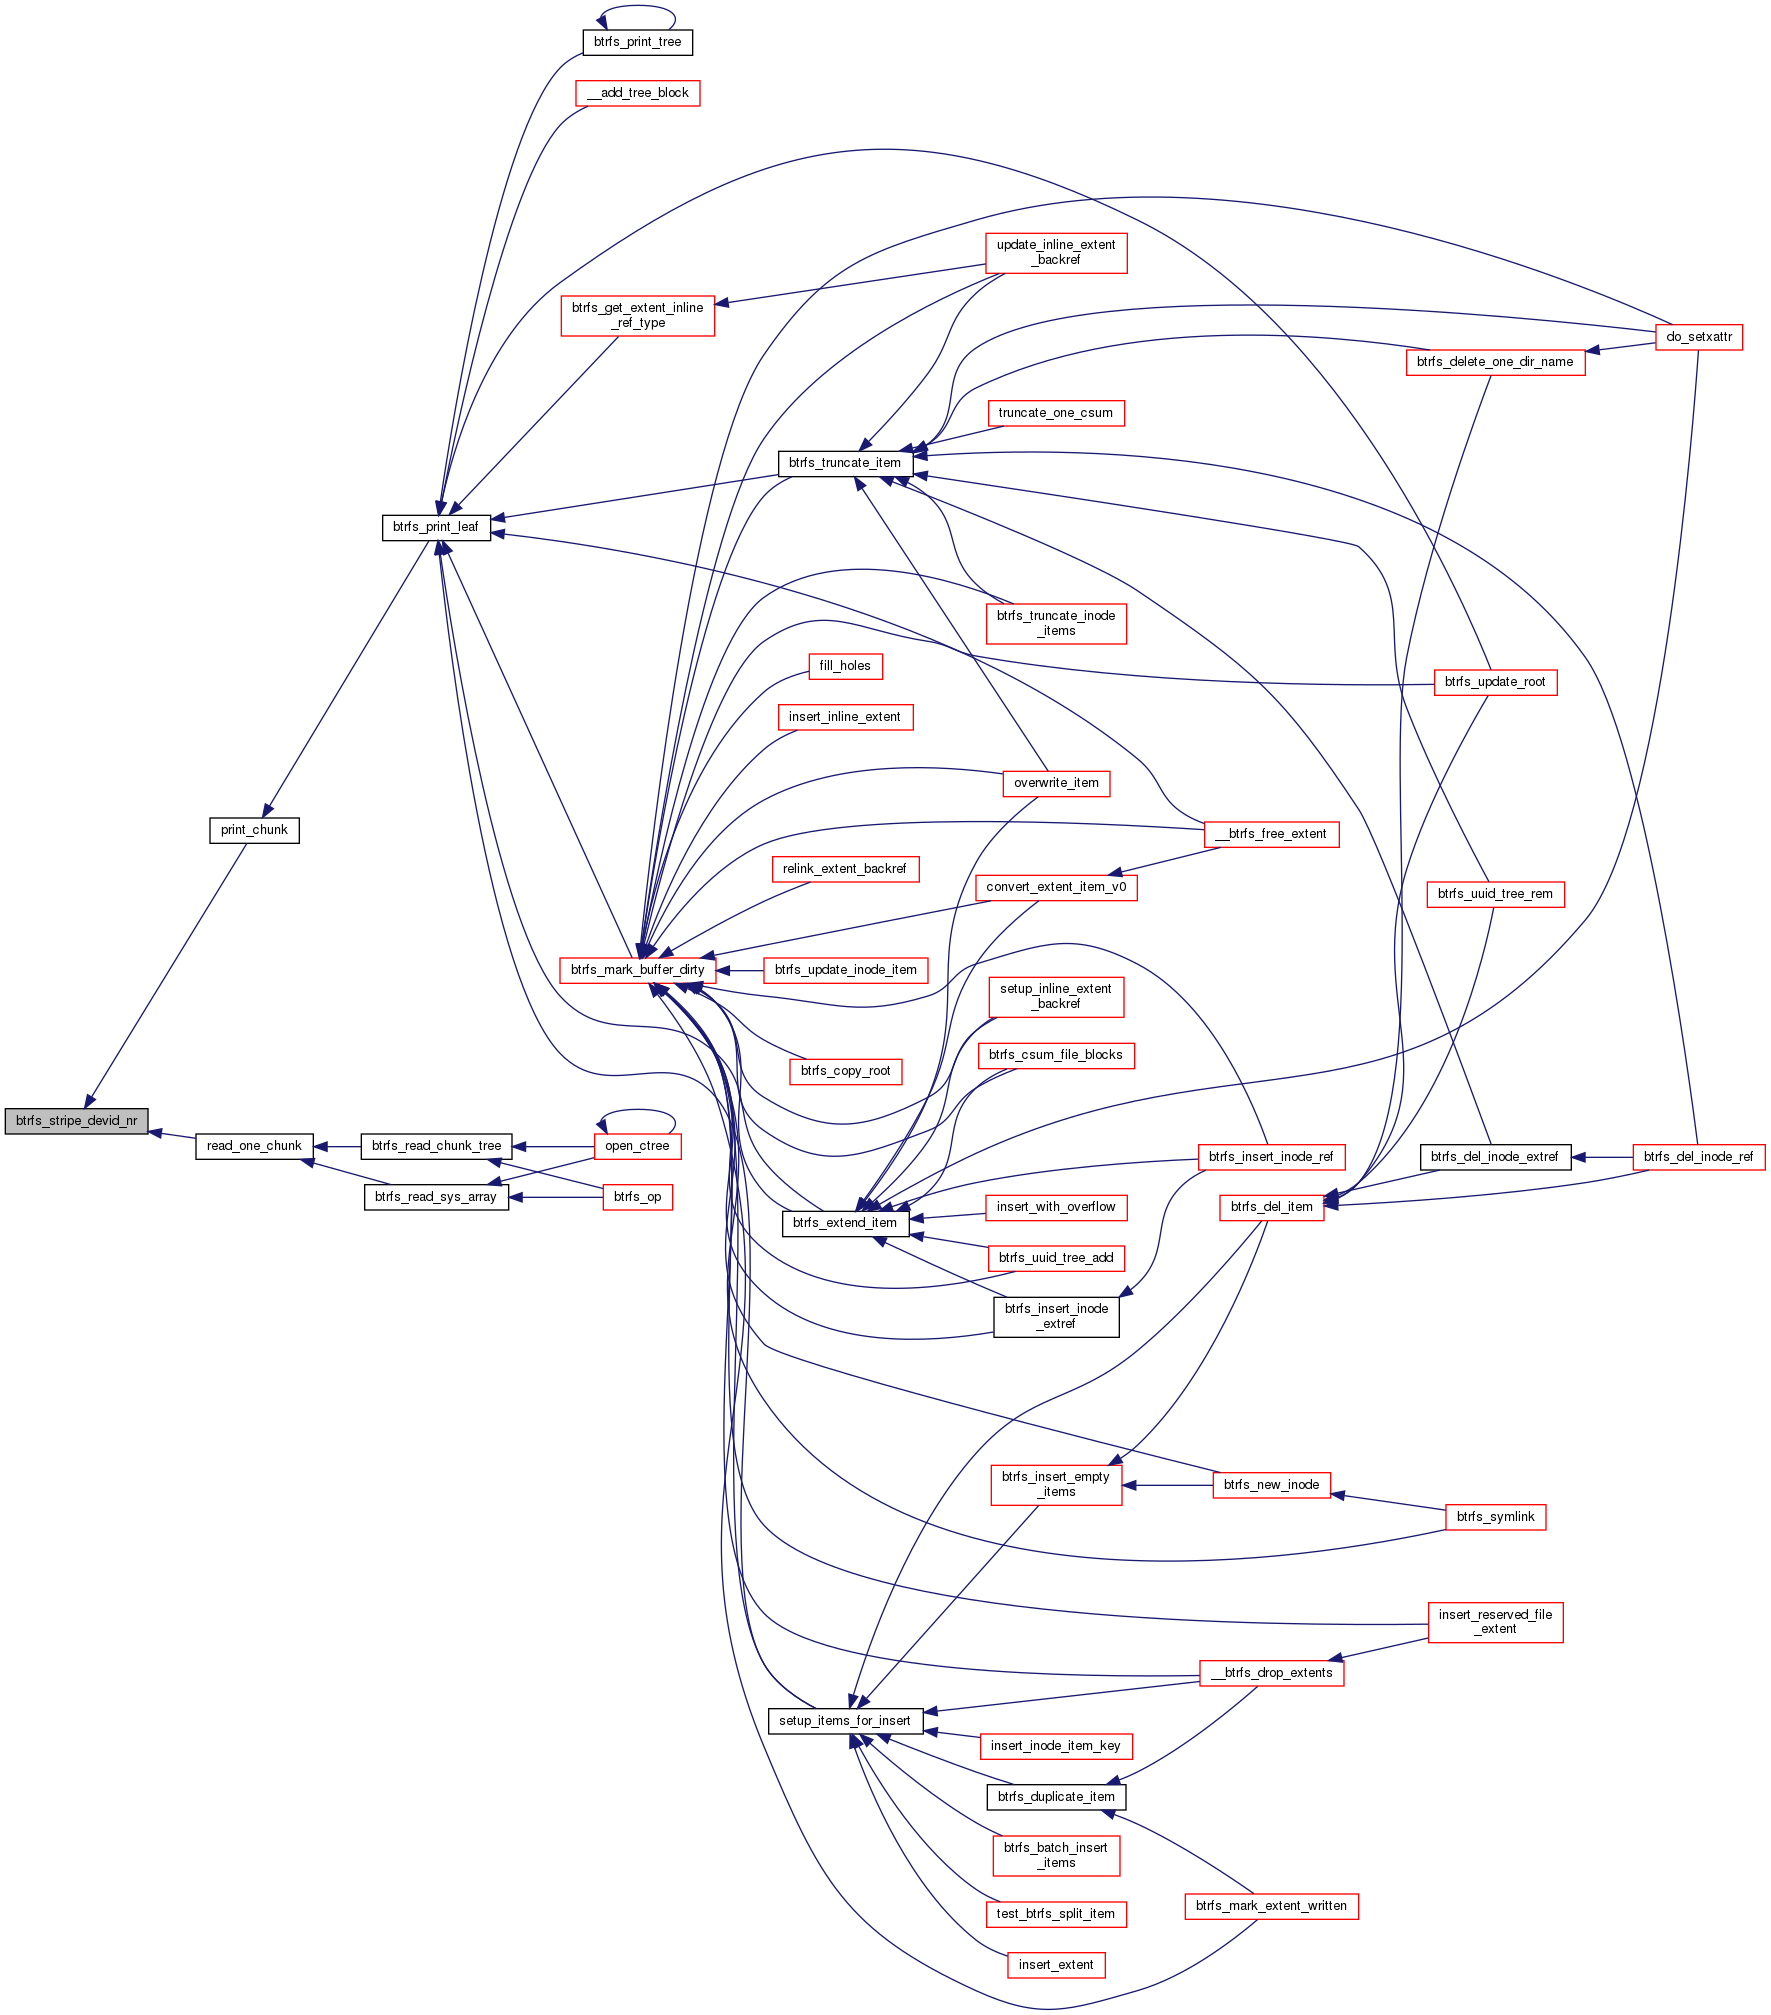 btrfs_print_tree
__add_tree_block
update_inline_extent
_backref
btrfs_get_extent_inline
_ref_type
do_setxattr
btrfs_delete_one_dir_name
truncate_one_csum
btrfs_truncate_item
btrfs_print_leaf
btrfs_truncate_inode
_items
fill_holes
btrfs_update_root
insert_inline_extent
overwrite_item
print_chunk
__btrfs_free_extent
relink_extent_backref
convert_extent_item_v0
btrfs_uuid_tree_rem
btrfs_mark_buffer_dirty
btrfs_update_inode_item
setup_inline_extent
_backref
btrfs_csum_file_blocks
btrfs_copy_root
btrfs_stripe_devid_nr
read_one_chunk
btrfs_read_chunk_tree
open_ctree
btrfs_insert_inode_ref
btrfs_del_inode_extref
btrfs_del_inode_ref
btrfs_read_sys_array
btrfs_op
insert_with_overflow
btrfs_del_item
btrfs_extend_item
btrfs_uuid_tree_add
btrfs_insert_inode
_extref
btrfs_insert_empty
_items
btrfs_new_inode
btrfs_symlink
insert_reserved_file
_extent
__btrfs_drop_extents
setup_items_for_insert
insert_inode_item_key
btrfs_duplicate_item
btrfs_batch_insert
_items
btrfs_mark_extent_written
test_btrfs_split_item
insert_extent